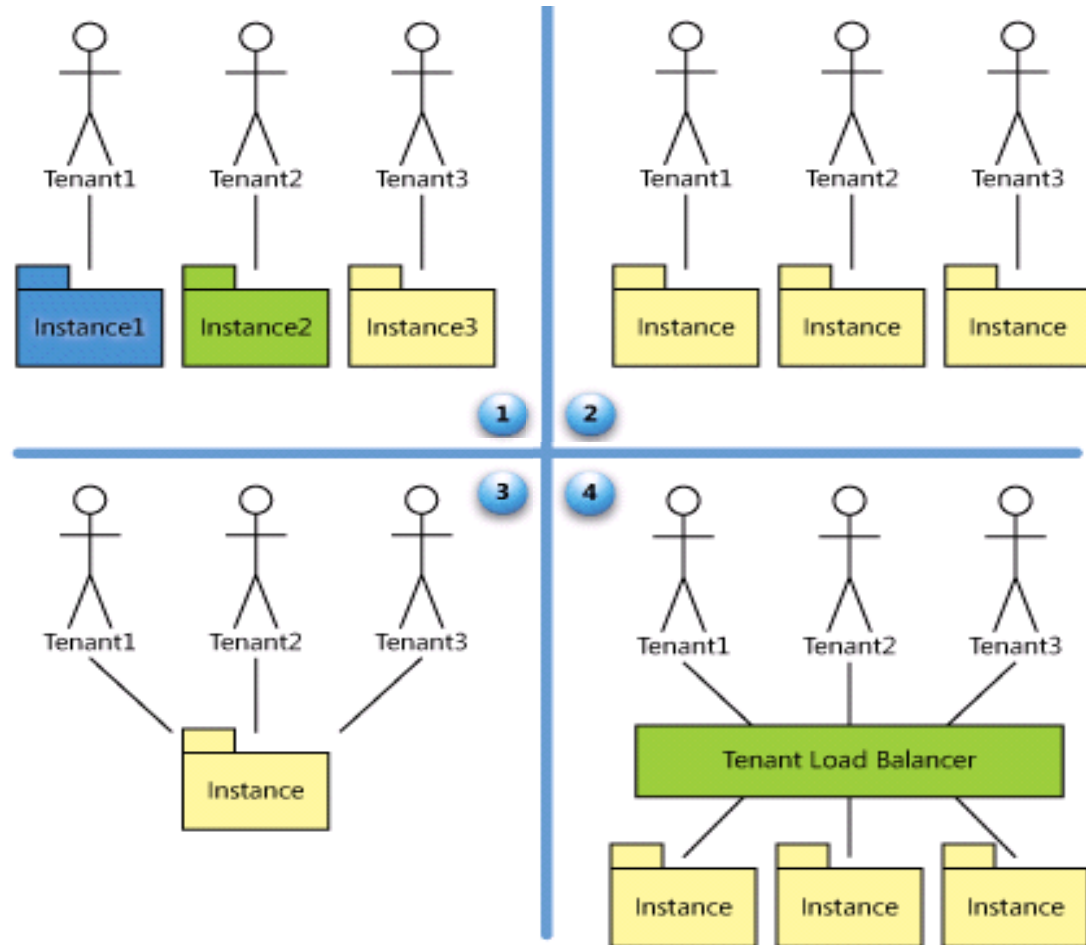 Tenant1 Tenant2 Tenant3
Instance1 Instance2 Instance3
1
Tenant1 Tenant2 Tenant3
Instance Instance Instance
2
3
Tenant1 Tenant2 Tenant3
Instance
4
Tenant1 Tenant2 Tenant3
Tenant Load Balancer
Instance Instance Instance